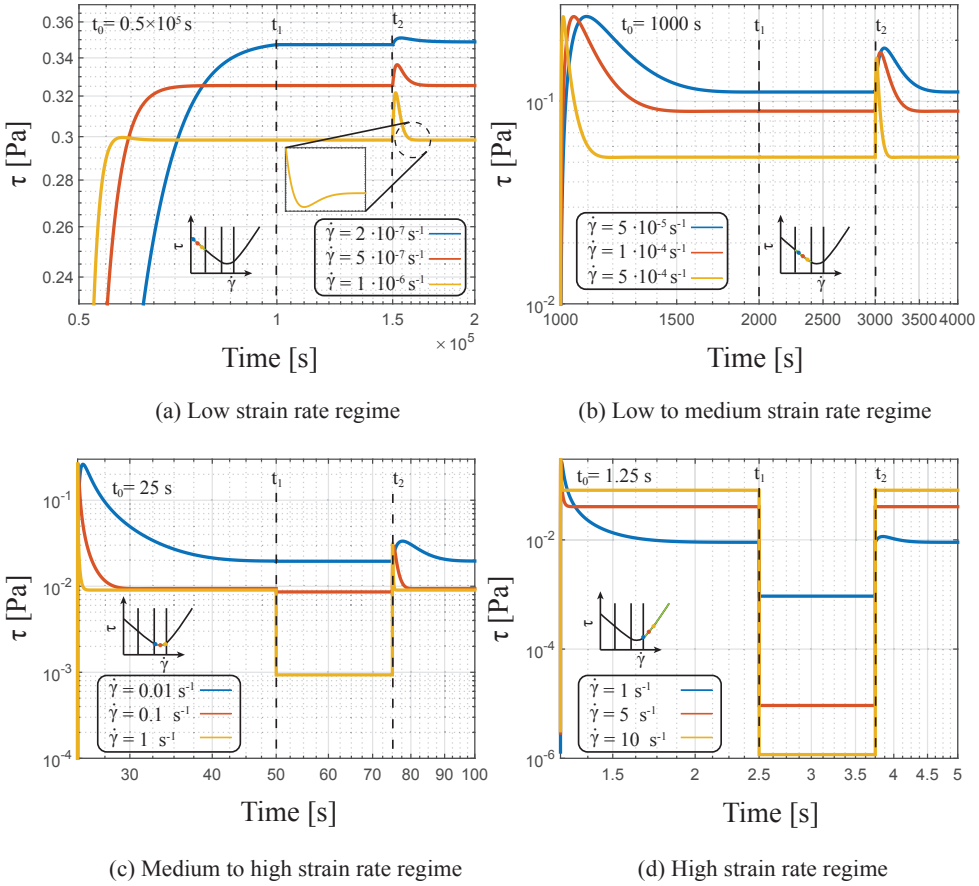 0.36
0.34
0.32
0.3
0.28
0.26
0.24
τ [Pa]
t₀= 0.5×10⁵ s
t₁
t₂
τ
γ̇
γ̇ = 2 ·10⁻⁷ s⁻¹
γ̇ = 5 ·10⁻⁷ s⁻¹
γ̇ = 1 ·10⁻⁶ s⁻¹
0.5 1 1.5 2
× 10⁵
Time [s]
(a) Low strain rate regime
10⁻¹
10⁻²
τ [Pa]
t₀= 1000 s
t₁
t₂
τ
γ̇
γ̇ = 5 ·10⁻⁵ s⁻¹
γ̇ = 1 ·10⁻⁴ s⁻¹
γ̇ = 5 ·10⁻⁴ s⁻¹
1000 1500 2000 2500 3000 3500 4000
Time [s]
(b) Low to medium strain rate regime
10⁻¹
10⁻²
10⁻³
10⁻⁴
τ [Pa]
t₀= 25 s
t₁
t₂
τ
γ̇
γ̇ = 0.01 s⁻¹
γ̇ = 0.1 s⁻¹
γ̇ = 1 s⁻¹
30 40 50 60 70 80 90 100
Time [s]
(c) Medium to high strain rate regime
10⁻²
10⁻⁴
10⁻⁶
τ [Pa]
t₀= 1.25 s
t₁
t₂
τ
γ̇
γ̇ = 1 s⁻¹
γ̇ = 5 s⁻¹
γ̇ = 10 s⁻¹
1.5 2 2.5 3 3.5 4 4.5 5
Time [s]
(d) High strain rate regime